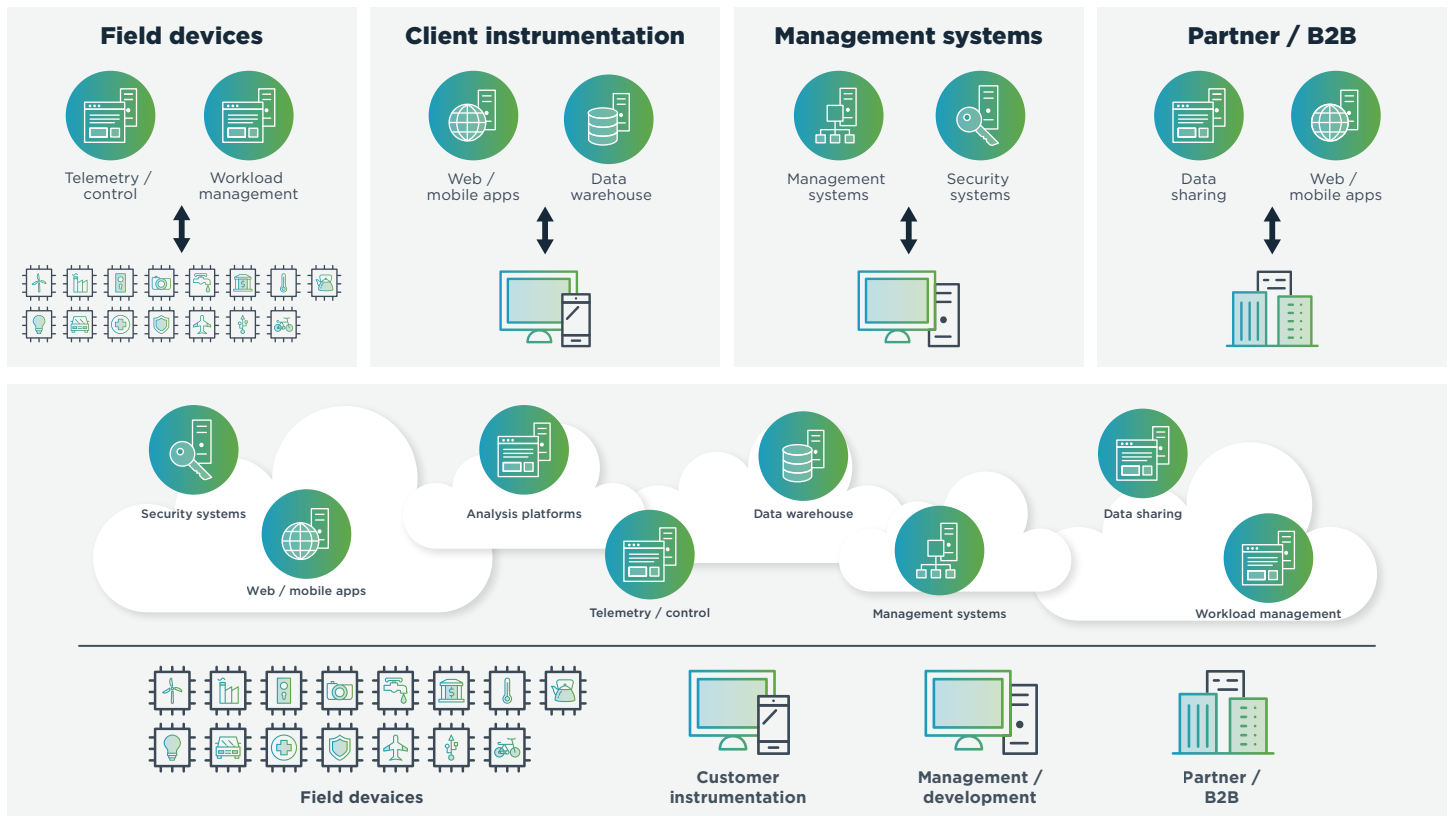 Field devices
Telemetry /
control
Workload
management
Client instrumentation
Web /
mobile apps
Data
warehouse
Management systems
Management
systems
Security
systems
Partner / B2B
Data
sharing
Web /
mobile apps
$
Security systems
Web / mobile apps
Analysis platforms
Telemetry / control
Data warehouse
Management systems
Data sharing
Workload management
$
Field devaices
Customer
instrumentation
Management /
development
Partner /
B2B